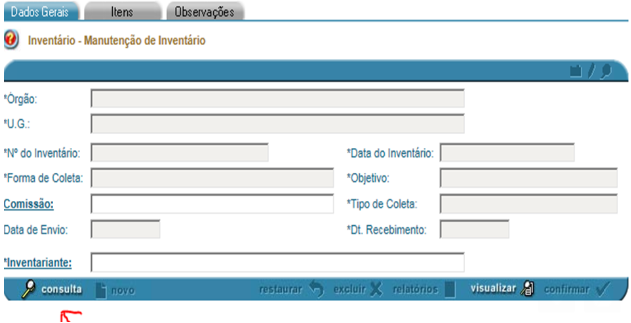 Dados Gerais Itens Observações
Inventário - Manutenção de Inventário
*Órgão:
*U.G.:
*Nº do Inventário: *Data do Inventário:
*Forma de Coleta: *Objetivo:
Comissão: *Tipo de Coleta:
Data de Envio: *Dt. Recebimento:
*Inventariante:
consulta novo restaurar excluir relatórios visualizar confirmar